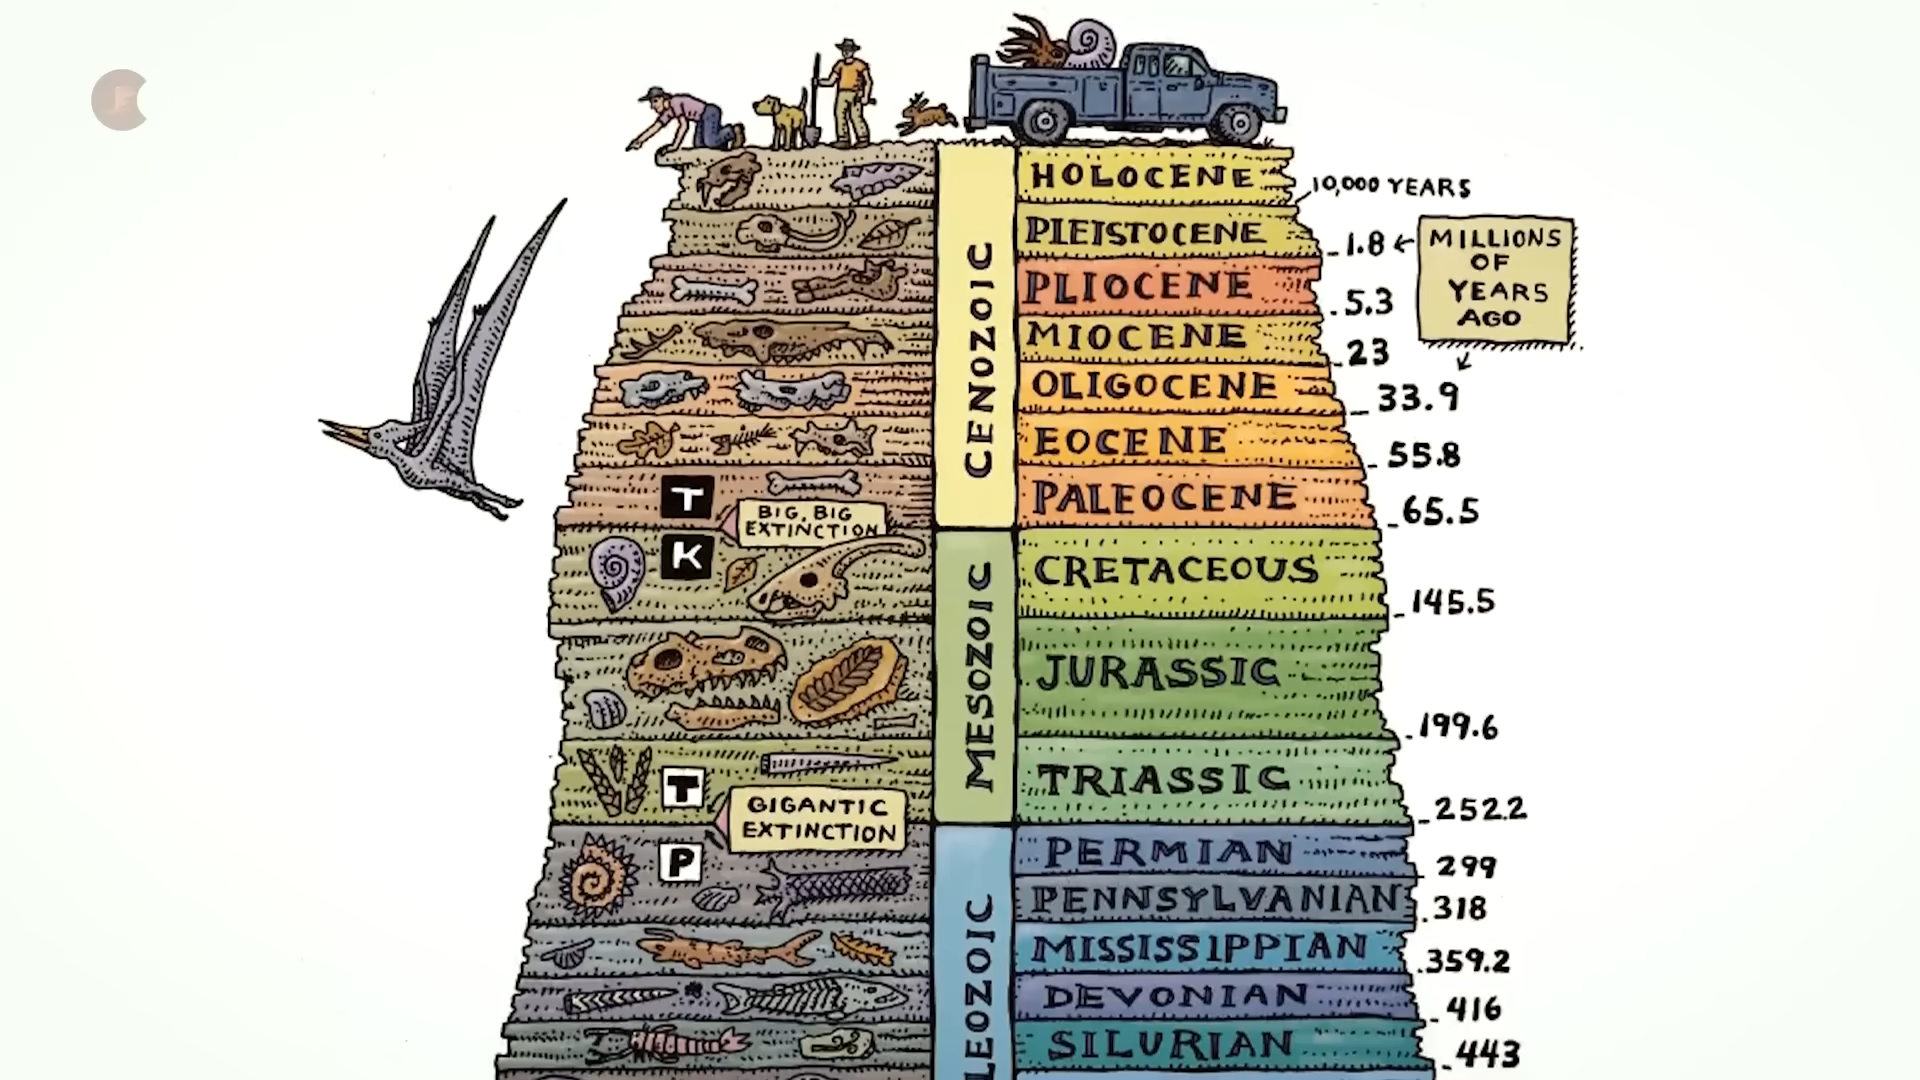 HOLOCENE
10,000 YEARS
PLEISTOCENE
1.8
MILLIONS
OF
YEARS
AGO
PLIOCENE
5.3
MIOCENE
23
OLIGOCENE
33.9
EOCENE
55.8
CENOZOIC
T
PALEOCENE
65.5
BIG, BIG
EXTINCTION
K
CRETACEOUS
145.5
MESOZOIC
JURASSIC
199.6
T
TRIASSIC
252.2
GIGANTIC
EXTINCTION
P
PERMIAN
299
PENNSYLVANIAN
318
MISSISSIPPIAN
359.2
DEVONIAN
416
LEOZOIC
SILURIAN
443